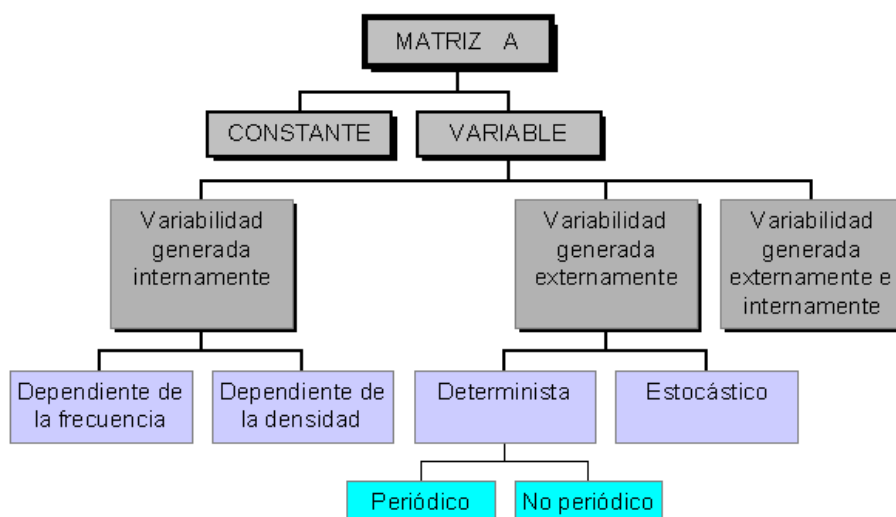 MATRIZ A
CONSTANTE
VARIABLE
Variabilidad
generada
internamente
Variabilidad
generada
externamente
Variabilidad
generada
externamente e
internamente
Dependiente de
la frecuencia
Dependiente de
la densidad
Determinista
Estocástico
Periódico
No periódico